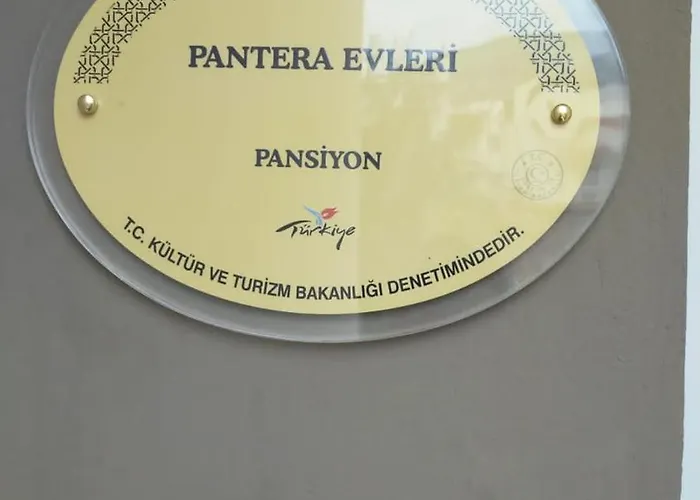 PANTERA EVLERİ
PANSİYON
Türkiye
T.C. KÜLTÜR VE TURİZM BAKANLIĞI DENETİMİNDEDİR.